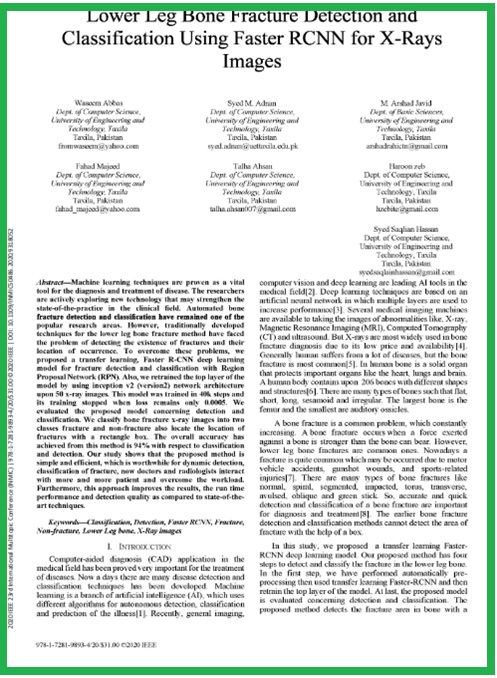 Lower Leg Bone Fracture Detection and
Classification Using Faster RCNN for X-Rays
Images
Waseem Abbas
Dept. of Computer Science,
University of Engineering and
Technology, Taxila
Taxila, Pakistan
fromwaseem@yahoo.com
Syed M. Adnan
Dept. of Computer Science,
University of Engineering and
Technology, Taxila
Taxila, Pakistan
syed.adnan@uettaxila.edu.pk
M. Arshad Javid
Dept. of Basic Sciences,
University of Engineering and
Technology, Taxila
Taxila, Pakistan
arshadrahictn@gmail.com
Fahad Majeed
Dept. of Computer Science,
University of Engineering and
Technology, Taxila
Taxila, Pakistan
fahad_majeed@yahoo.com
Talha Ahsan
Dept. of Computer Science,
University of Engineering and
Technology, Taxila
Taxila, Pakistan
talha.ahsan007@gmail.com
Haroon zeb
Dept. of Computer Science,
University of Engineering and
Technology, Taxila
Taxila, Pakistan
hzebite@gmail.com
Syed Saqlian Hassan
Dept. of Computer Science,
University of Engineering
and Technology, Taxila
Taxila, Pakistan
syedsaqlainhassan@gmail.com
Abstract—Machine learning techniques are proven as a vital
tool for the diagnosis and treatment of disease. The researchers
are actively exploring new technology that may strengthen the
state-of-the-practice in the clinical field. Automated bone
fracture detection and classification have remained one of the
popular research areas. However, traditionally developed
techniques for the lower leg bone fracture method have faced
the problem of detecting the existence of fractures and their
location of occurrence. To overcome these problems, we
proposed a transfer learning, Faster R-CNN deep learning
model for fracture detection and classification with Region
Proposal Network (RPN). Also, we retrained the top layer of the
model by using inception v2 (version2) network architecture
upon 50 x-ray images. This model was trained in 40k steps and
its training stopped when loss remains only 0.0005. We
evaluated the proposed model concerning detection and
classification. We classify bone fracture x-ray images into two
classes fracture and non-fracture also locate the location of
fractures with a rectangle box. The overall accuracy has
achieved from this method is 94% with respect to classification
and detection. Our study shows that the proposed method is
simple and efficient, which is worthwhile for dynamic detection,
classification of fracture, now doctors and radiologists interact
with more and more patient and overcome the workload.
Furthermore, this approach improves the results, the run time
performance and detection quality as compared to state-of-the-
art techniques.
Keywords—Classification, Detection, Faster RCNN, Fracture,
Non-fracture, Lower Leg bone, X-Ray images
I. INTRODUCTION
Computer-aided diagnosis (CAD) application in the
medical field has been proved very important for the treatment
of diseases. Now a days there are many disease detection and
classification techniques has been developed. Machine
learning is a branch of artificial intelligence (AI), which uses
different algorithms for autonomous detection, classification
and prediction of the illness[1]. Recently, general imaging,
computer vision and deep learning are leading AI tools in the
medical field[2]. Deep learning techniques are based on an
artificial neural network in which multiple layers are used to
increase performance[3]. Several medical imaging machines
are available to taking the images of abnormalities like, X-ray,
Magnetic Resonance Imaging (MRI), Computed Tomography
(CT) and ultrasound. But X-rays are most widely used in bone
fracture diagnosis due to its low price and availability[4].
Generally human suffers from a lot of diseases, but the bone
fracture is most common[5]. In human bone is a solid organ
that protects important organs like the heart, lungs and brain.
A human body contains upon 206 bones with different shapes
and structures[6]. There are many types of bones such that flat,
short, long, sesamoid and irregular. The largest bone is the
femur and the smallest are auditory ossicles.
A bone fracture is a common problem, which constantly
increasing. A bone fracture occurs when a force exerted
against a bone is stronger than the bone can bear. However,
lower leg bone fractures are common ones. Nowadays a
fracture is quite common which may be occurred due to motor
vehicle accidents, gunshot wounds, and sports-related
injuries[7]. There are many types of bone fractures like
normal, spiral, segmented, impacted, torus, transverse,
avulsed, oblique and green stick. So, accurate and quick
detection and classification of a bone fracture are important
for diagnosis and treatment[8]. The earlier bone fracture
detection and classification methods cannot detect the area of
fracture with the help of a box.
In this study, we proposed a transfer learning Faster-
RCNN deep learning model. Our proposed method has four
steps to detect and classify the fracture in the lower leg bone.
In the first step, we have performed automatically pre-
processing then used transfer learning Faster-RCNN and then
retrain the top layer of the model. At last, the proposed model
is evaluated concerning detection and classification. The
proposed method detects the fracture area in bone with a
978-1-7281-9893-4/20/$31.00 ©2020 IEEE
2020 IEEE 23rd International Multitopic Conference (INMIC) | 978-1-7281-9893-4/20/$31.00 ©2020 IEEE | DOI: 10.1109/INMIC50486.2020.9318052